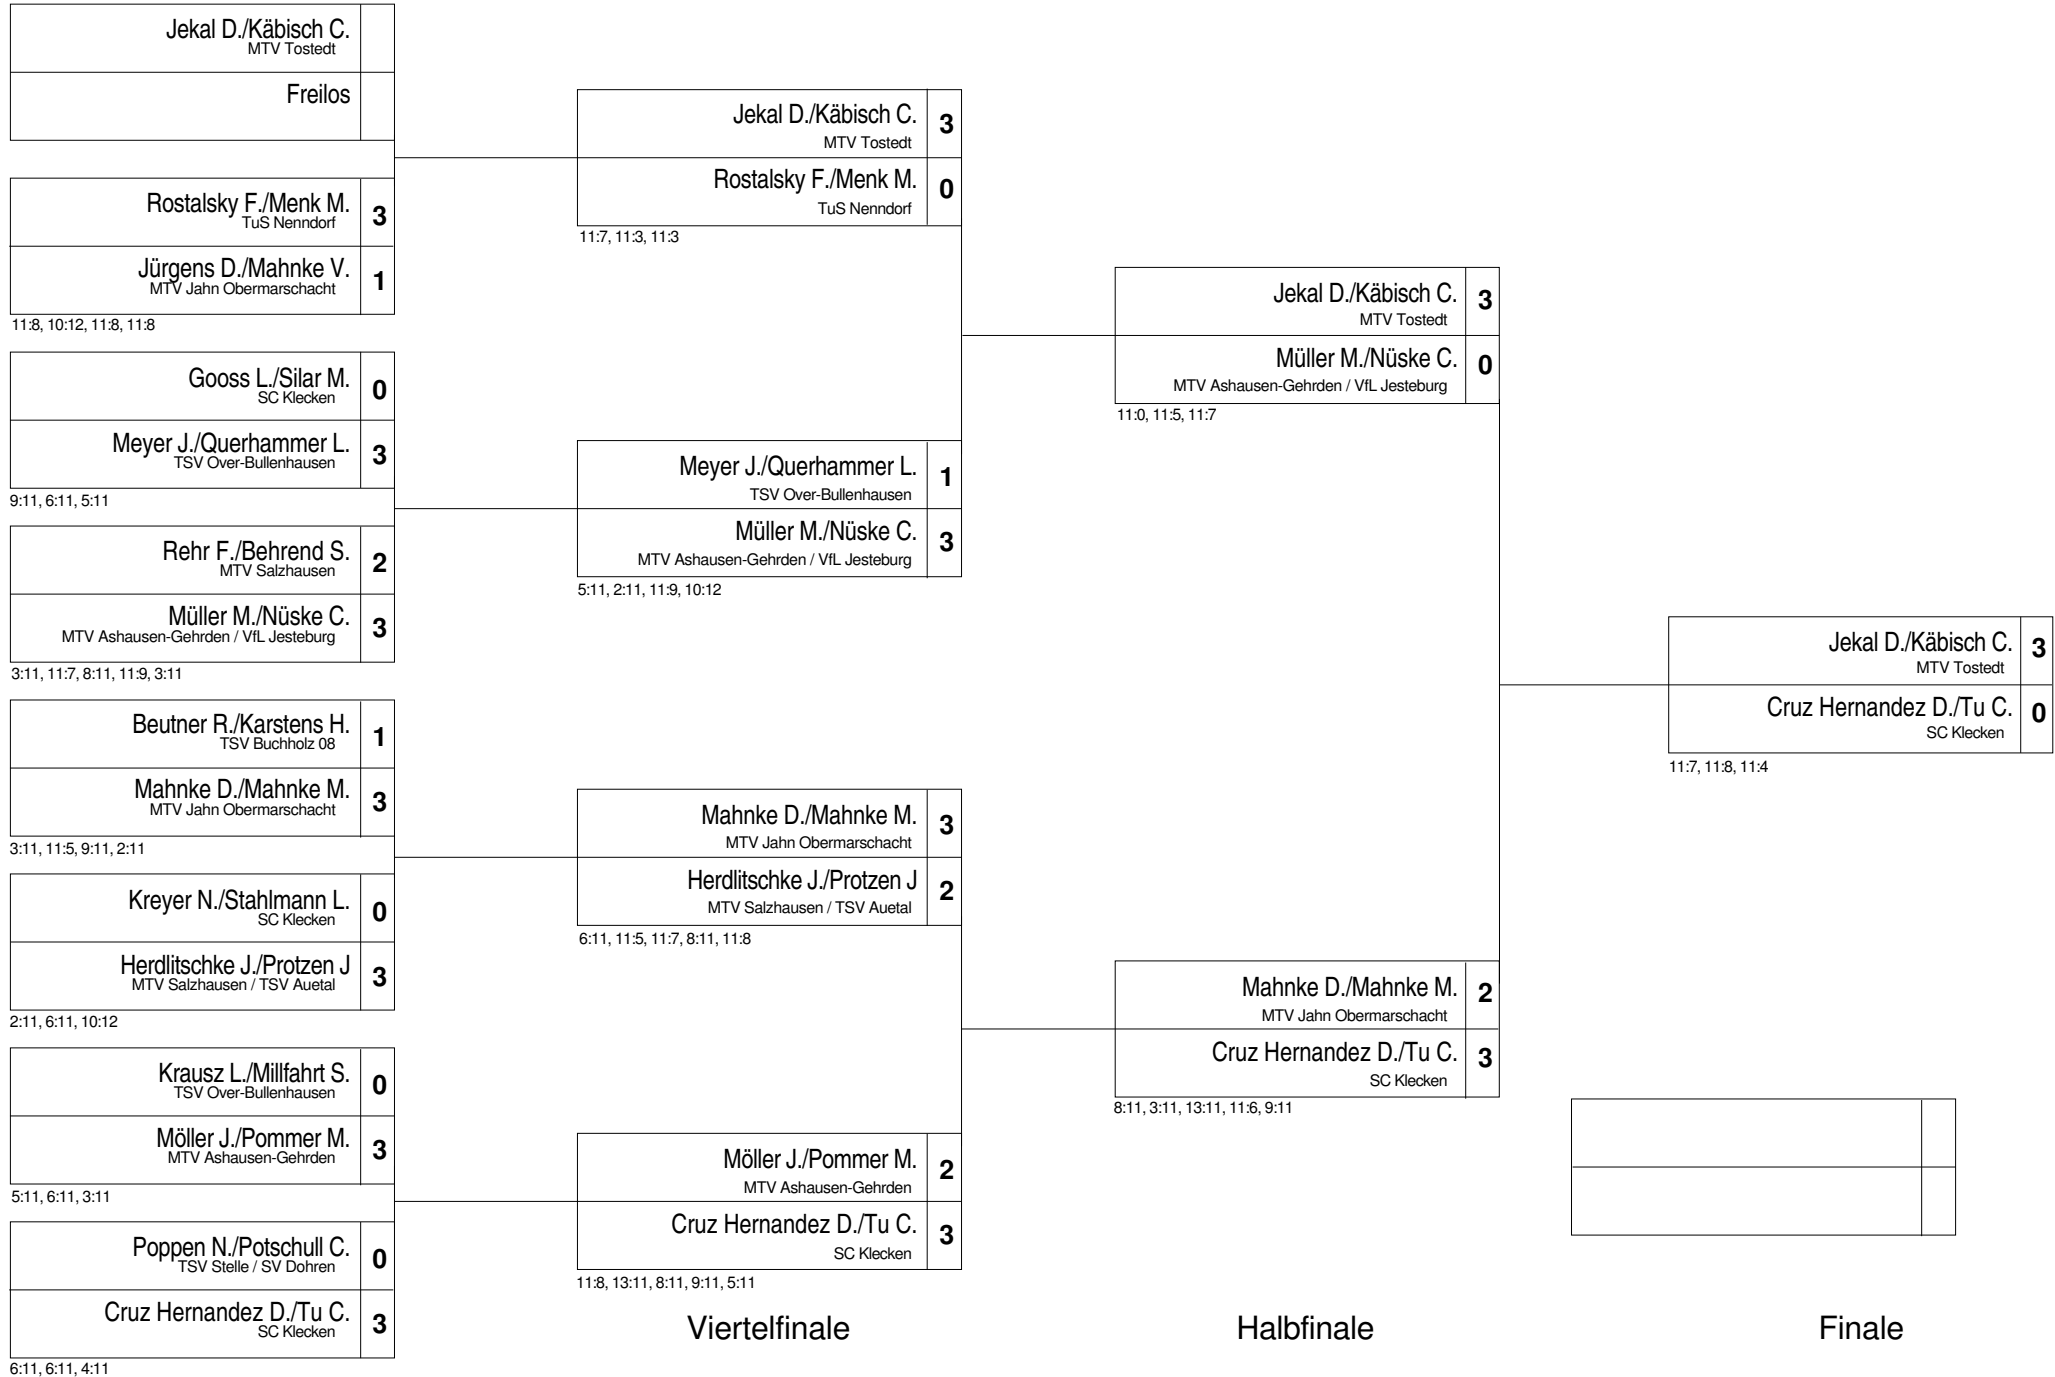 Jekal D./Käbisch C.
MTV Tostedt
Freilos
Rostalsky F./Menk M. 3
TuS Nenndorf
Jürgens D./Mahnke V. 1
MTV Jahn Obermarschacht
11:8, 10:12, 11:8, 11:8
Gooss L./Silar M. 0
SC Klecken
Meyer J./Querhammer L. 3
TSV Over-Bullenhausen
9:11, 6:11, 5:11
Rehr F./Behrend S. 2
MTV Salzhausen
Müller M./Nüske C. 3
MTV Ashausen-Gehrden / VfL Jesteburg
3:11, 11:7, 8:11, 11:9, 3:11
Beutner R./Karstens H. 1
TSV Buchholz 08
Mahnke D./Mahnke M. 3
MTV Jahn Obermarschacht
3:11, 11:5, 9:11, 2:11
Kreyer N./Stahlmann L. 0
SC Klecken
Herdlitschke J./Protzen J 3
MTV Salzhausen / TSV Auetal
2:11, 6:11, 10:12
Krausz L./Millfahrt S. 0
TSV Over-Bullenhausen
Möller J./Pommer M. 3
MTV Ashausen-Gehrden
5:11, 6:11, 3:11
Poppen N./Potschull C. 0
TSV Stelle / SV Dohren
Cruz Hernandez D./Tu C. 3
SC Klecken
6:11, 6:11, 4:11
Jekal D./Käbisch C. 3
MTV Tostedt
Rostalsky F./Menk M. 0
TuS Nenndorf
11:7, 11:3, 11:3
Meyer J./Querhammer L. 1
TSV Over-Bullenhausen
Müller M./Nüske C. 3
MTV Ashausen-Gehrden / VfL Jesteburg
5:11, 2:11, 11:9, 10:12
Mahnke D./Mahnke M. 3
MTV Jahn Obermarschacht
Herdlitschke J./Protzen J 2
MTV Salzhausen / TSV Auetal
6:11, 11:5, 11:7, 8:11, 11:8
Möller J./Pommer M. 2
MTV Ashausen-Gehrden
Cruz Hernandez D./Tu C. 3
SC Klecken
11:8, 13:11, 8:11, 9:11, 5:11
Viertelfinale
Jekal D./Käbisch C. 3
MTV Tostedt
Müller M./Nüske C. 0
MTV Ashausen-Gehrden / VfL Jesteburg
11:0, 11:5, 11:7
Mahnke D./Mahnke M. 2
MTV Jahn Obermarschacht
Cruz Hernandez D./Tu C. 3
SC Klecken
8:11, 3:11, 13:11, 11:6, 9:11
Halbfinale
Jekal D./Käbisch C. 3
MTV Tostedt
Cruz Hernandez D./Tu C. 0
SC Klecken
11:7, 11:8, 11:4
Finale